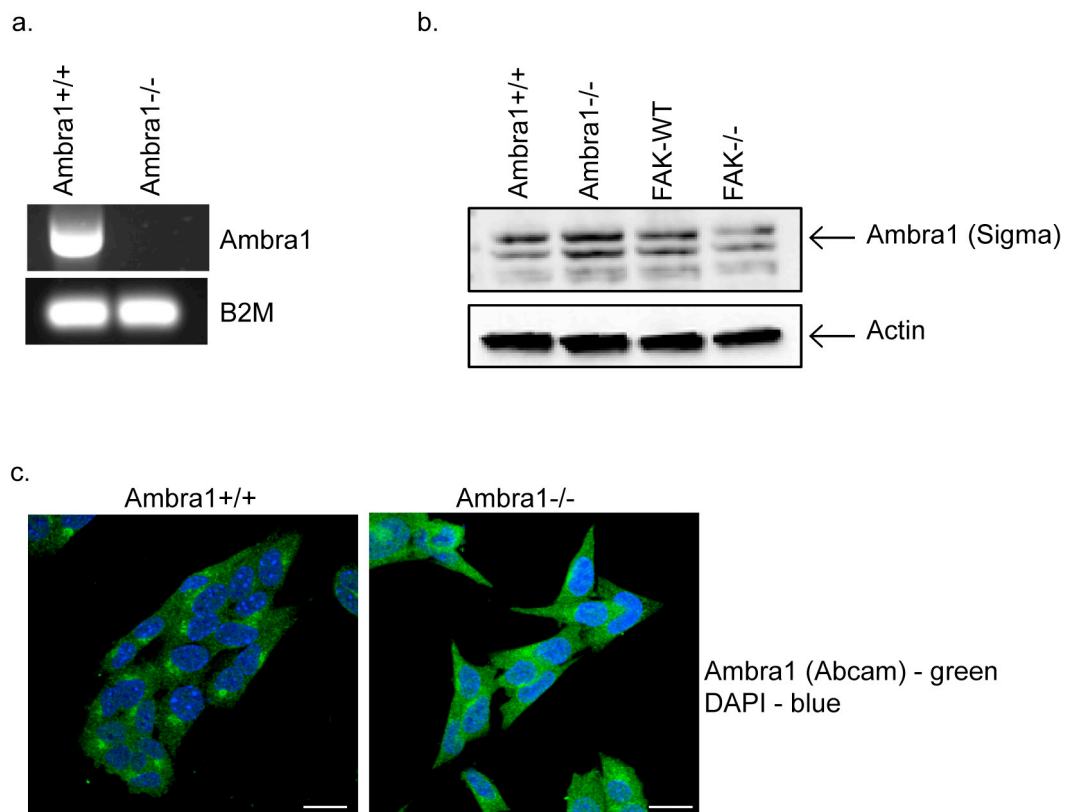 a.
Ambra1+/+
Ambra1-/-
Ambra1
B2M
b.
Ambra1+/+
Ambra1-/-
FAK-WT
FAK-/-
Ambra1 (Sigma)
Actin
c.
Ambra1+/+
Ambra1-/-
Ambra1 (Abcam) - green
DAPI - blue